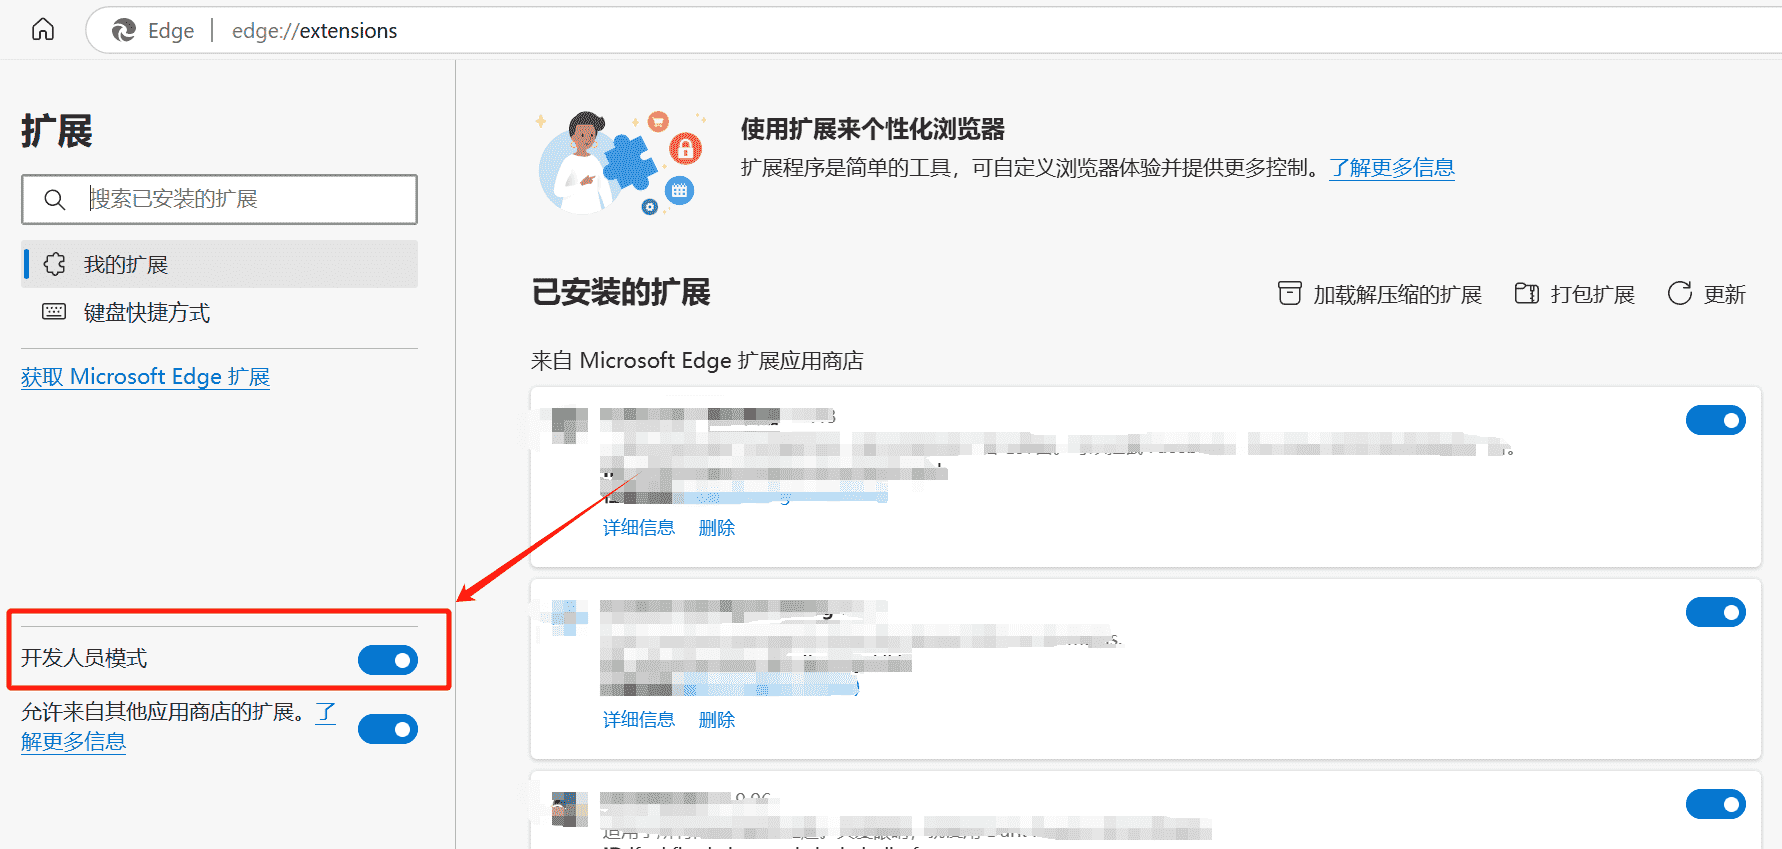 Edge edge://extensions
扩展
搜索已安装的扩展
我的扩展
键盘快捷方式
获取 Microsoft Edge 扩展
开发人员模式
允许来自其他应用商店的扩展。了
解更多信息
使用扩展来个性化浏览器
扩展程序是简单的工具，可自定义浏览器体验并提供更多控制。了解更多信息
已安装的扩展
加载解压缩的扩展 打包扩展 更新
来自 Microsoft Edge 扩展应用商店
详细信息 删除
详细信息 删除